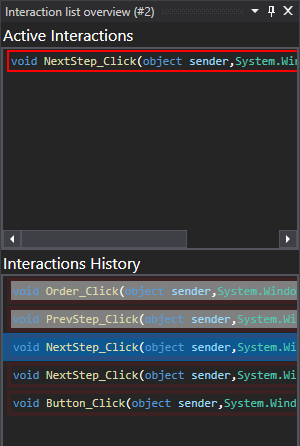 Interaction list overview (#2)
Active Interactions
void NextStep_Click(object sender,System.Win
Interactions History
void Order_Click(object sender,System.Windo
void PrevStep_Click(object sender,System.Wi
void NextStep_Click(object sender,System.Wi
void NextStep_Click(object sender,System.Wi
void Button_Click(object sender,System.Wind